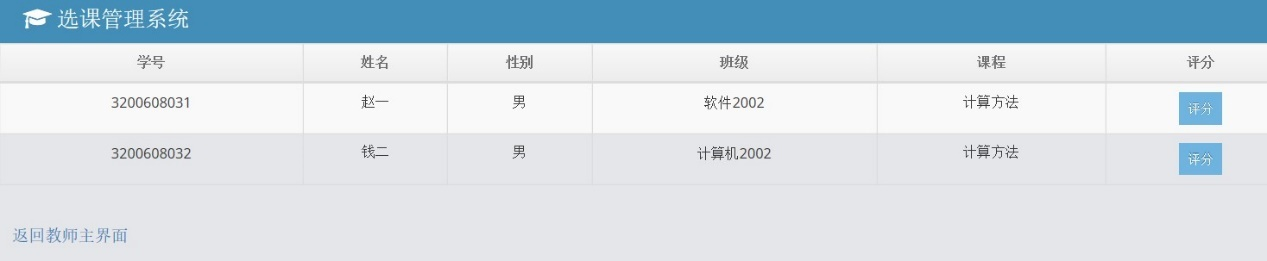 选课管理系统
学号 姓名 性别 班级 课程 评分
3200608031 赵一 男 软件2002 计算方法 评分
3200608032 钱二 男 计算机2002 计算方法 评分
返回教师主界面